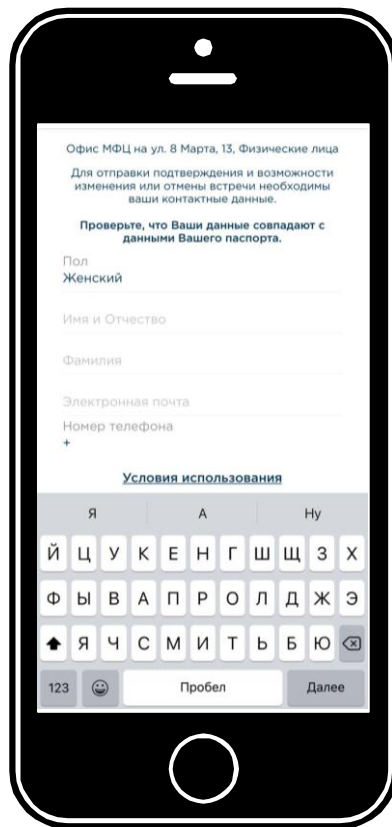 Офис МФЦ на ул. 8 Марта, 13, Физические лица
Для отправки подтверждения и возможности
изменения или отмены встречи необходимы
ваши контактные данные.
Проверьте, что Ваши данные совпадают с
данными Вашего паспорта.
Пол
Женский
Имя и Отчество
Фамилия
Электронная почта
Номер телефона
+
Условия использования
Я А Ну
Й Ц У К Е Н Г Ш Щ З Х
Ф Ы В А П Р О Л Д Ж Э
Я Ч С М И Т Ь Б Ю
123 Пробел Далее